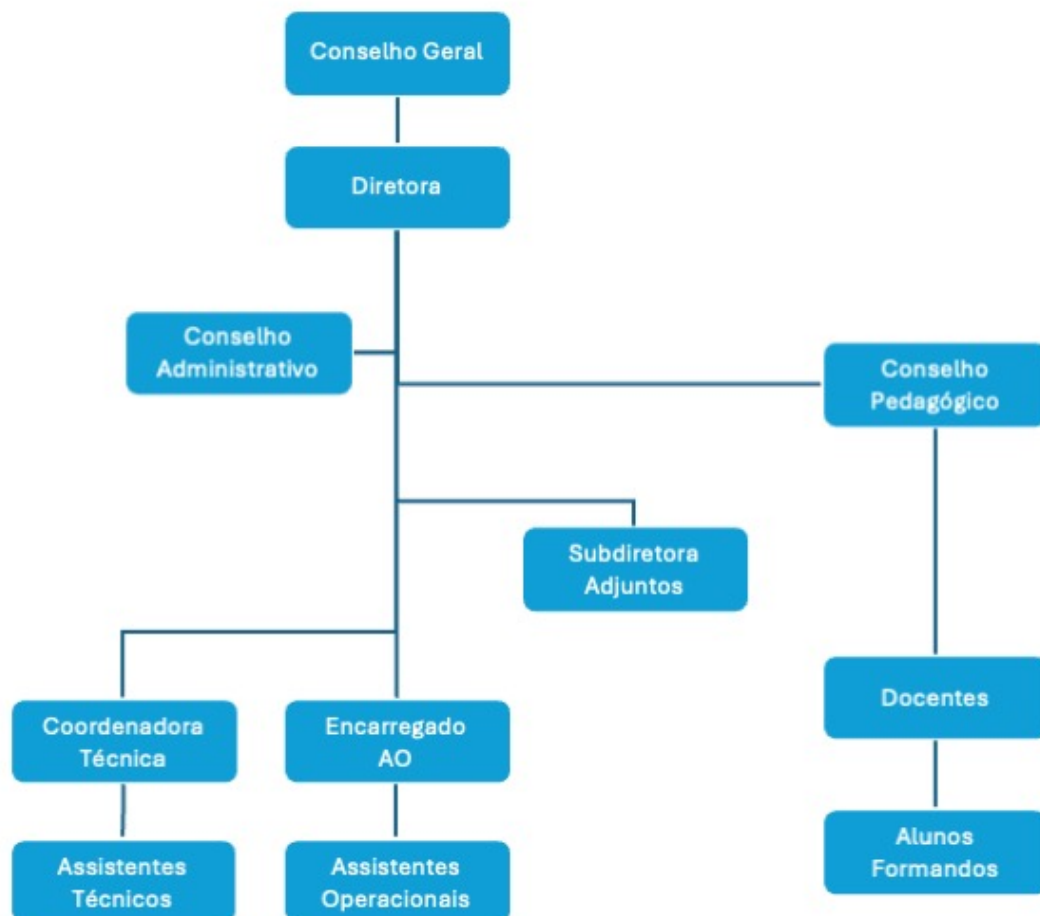 Conselho Geral
Diretora
Conselho
Administrativo
Conselho
Pedagógico
Subdiretora
Adjuntos
Docentes
Coordenadora
Técnica
Encarregado
AO
Alunos
Formandos
Assistentes
Técnicos
Assistentes
Operacionais